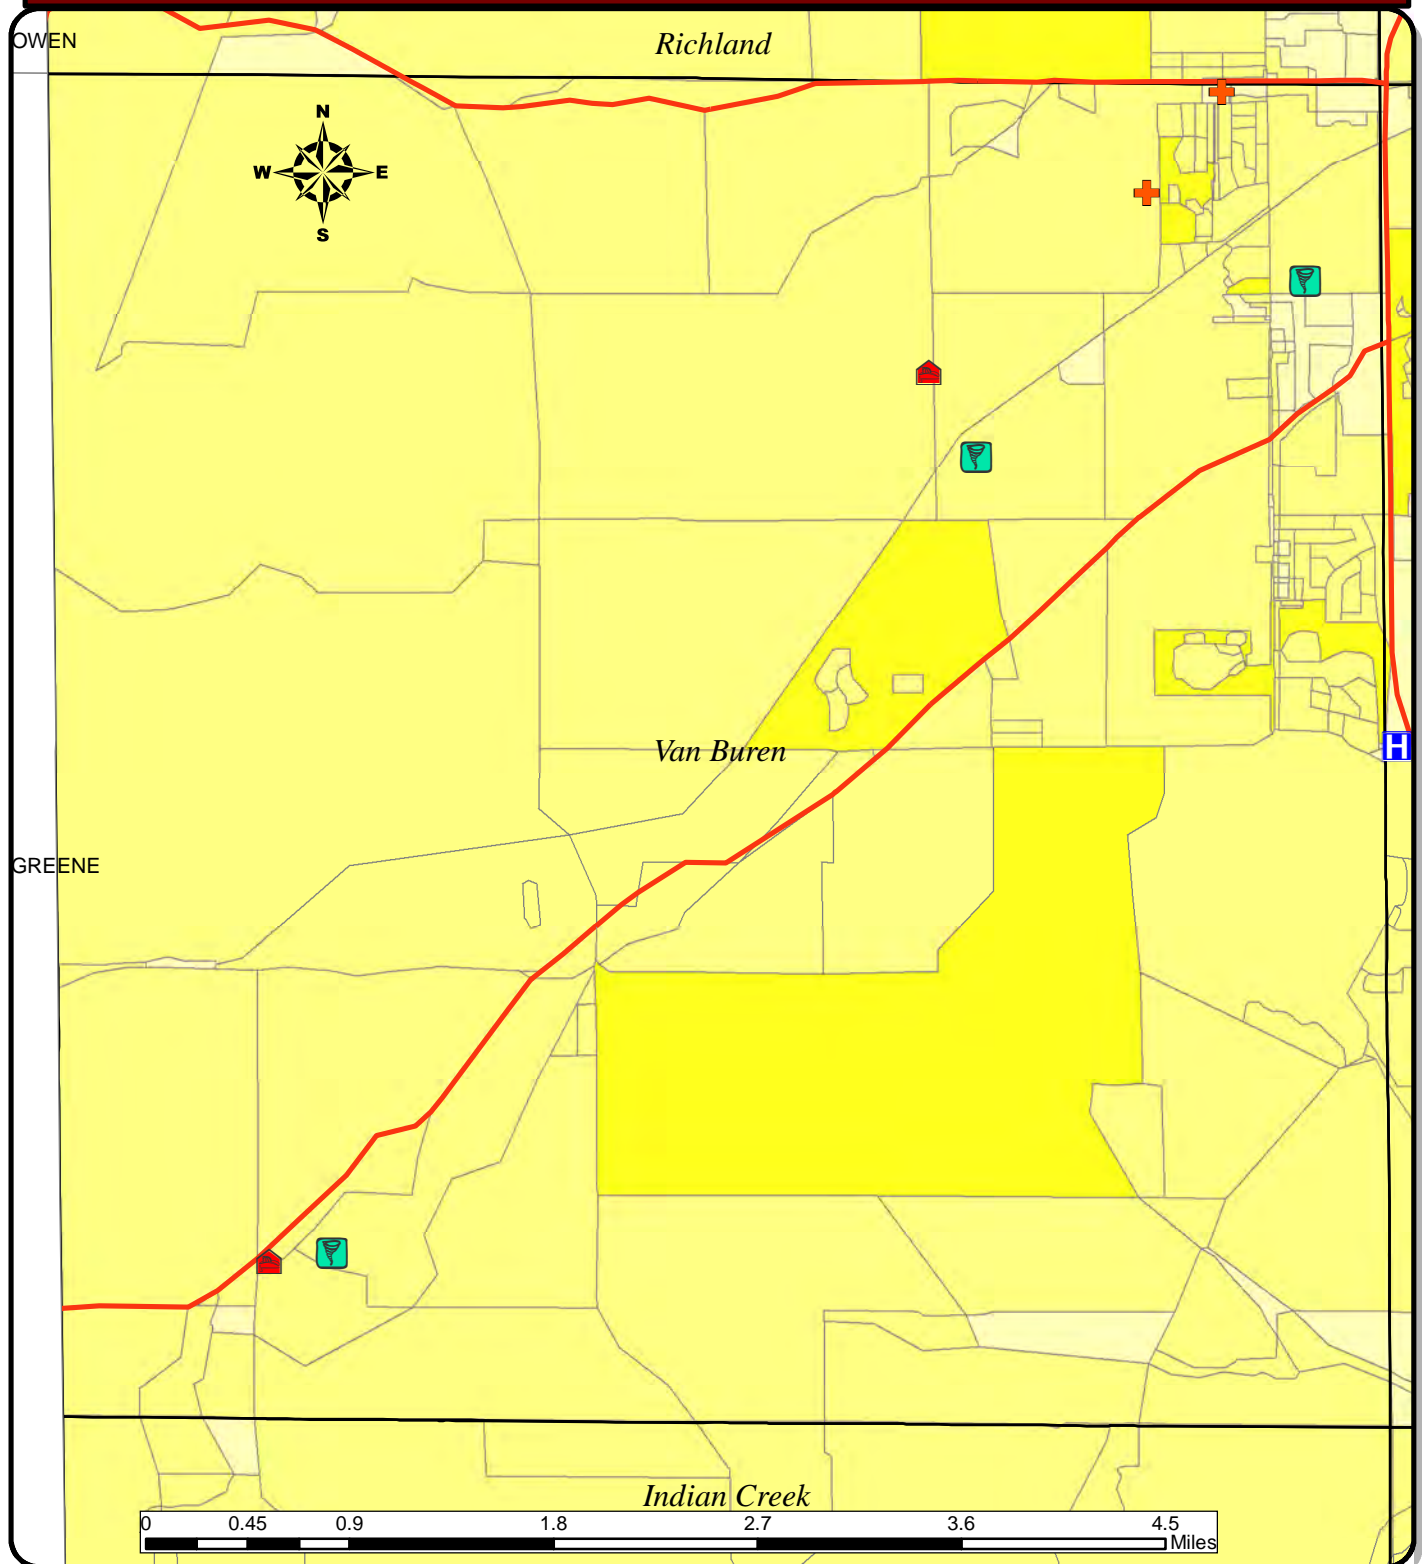 OWEN
Richland
N
W E
S
Van Buren
H
GREENE
Indian Creek
0 0.45 0.9 1.8 2.7 3.6 4.5
Miles